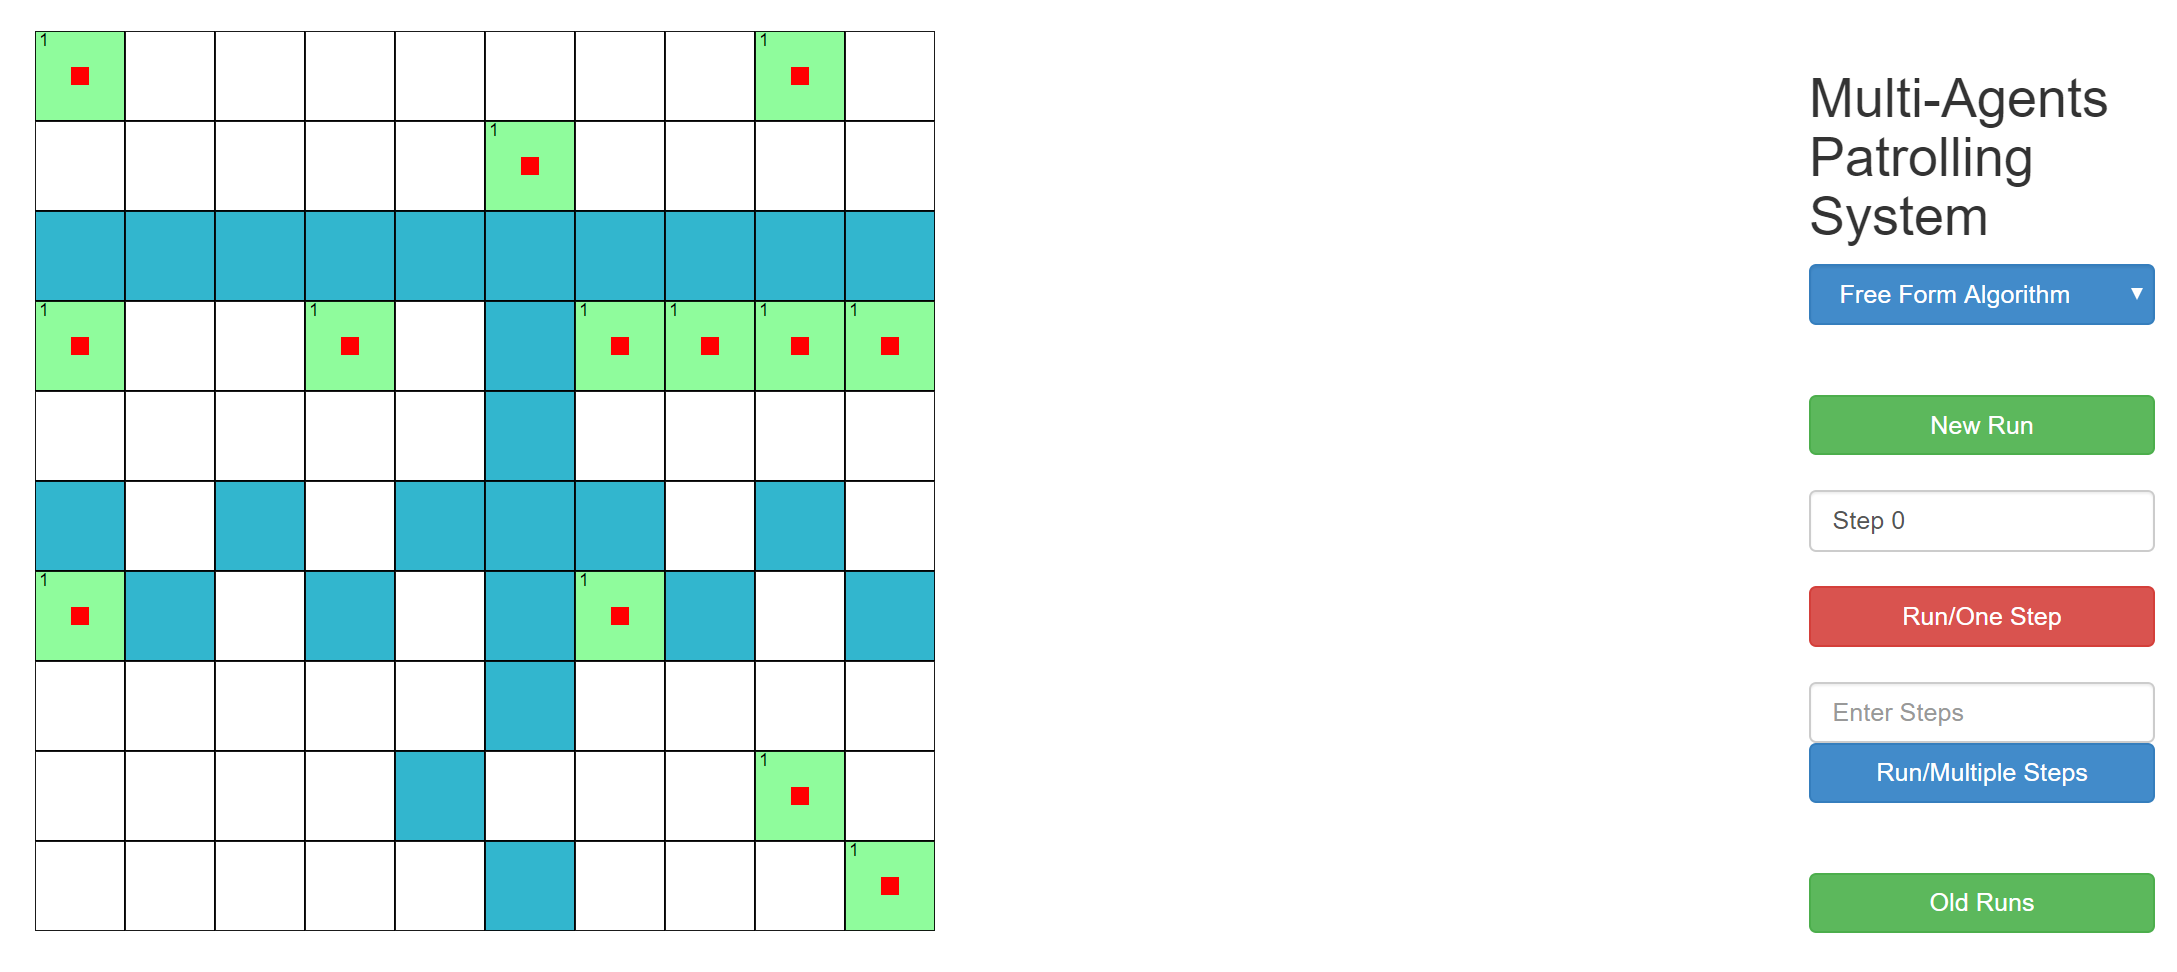 1
1
1
1
1
1
1
1
1
1
1
1
1
Multi-Agents
Patrolling
System
Free Form Algorithm
New Run
Step 0
Run/One Step
Enter Steps
Run/Multiple Steps
Old Runs